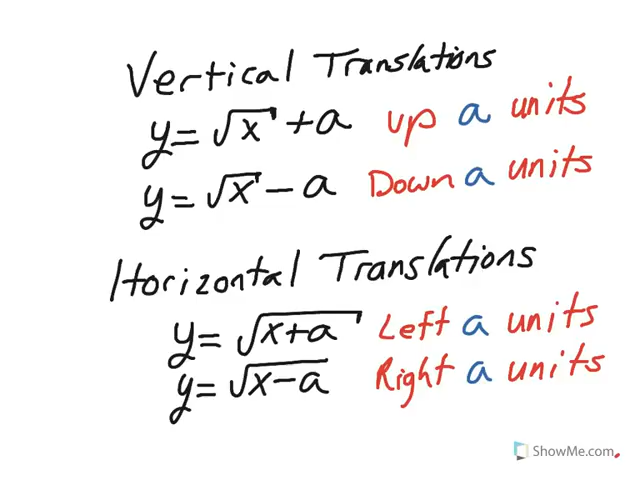 Vertical Translations
y = √x + a up a units
y = √x − a Down a units
Horizontal Translations
y = √(x+a) Left a units
y = √(x−a) Right a units
ShowMe.com